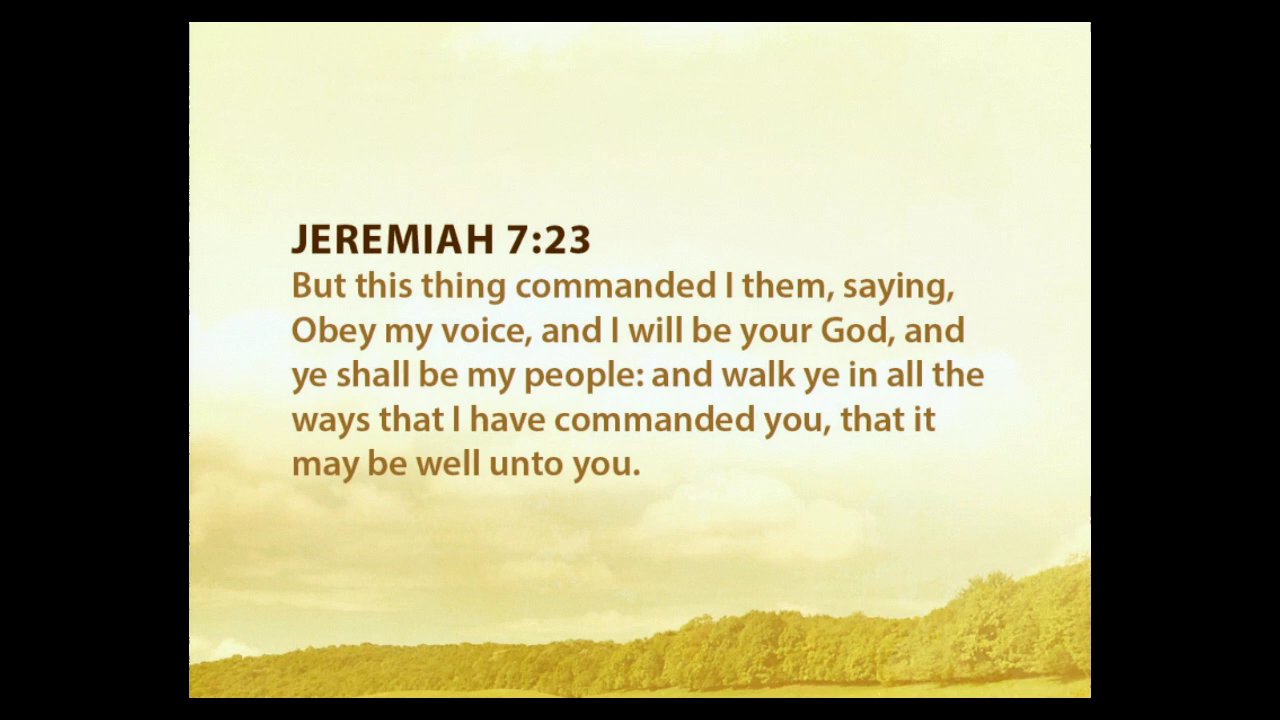 JEREMIAH 7:23
But this thing commanded I them, saying,
Obey my voice, and I will be your God, and
ye shall be my people: and walk ye in all the
ways that I have commanded you, that it
may be well unto you.